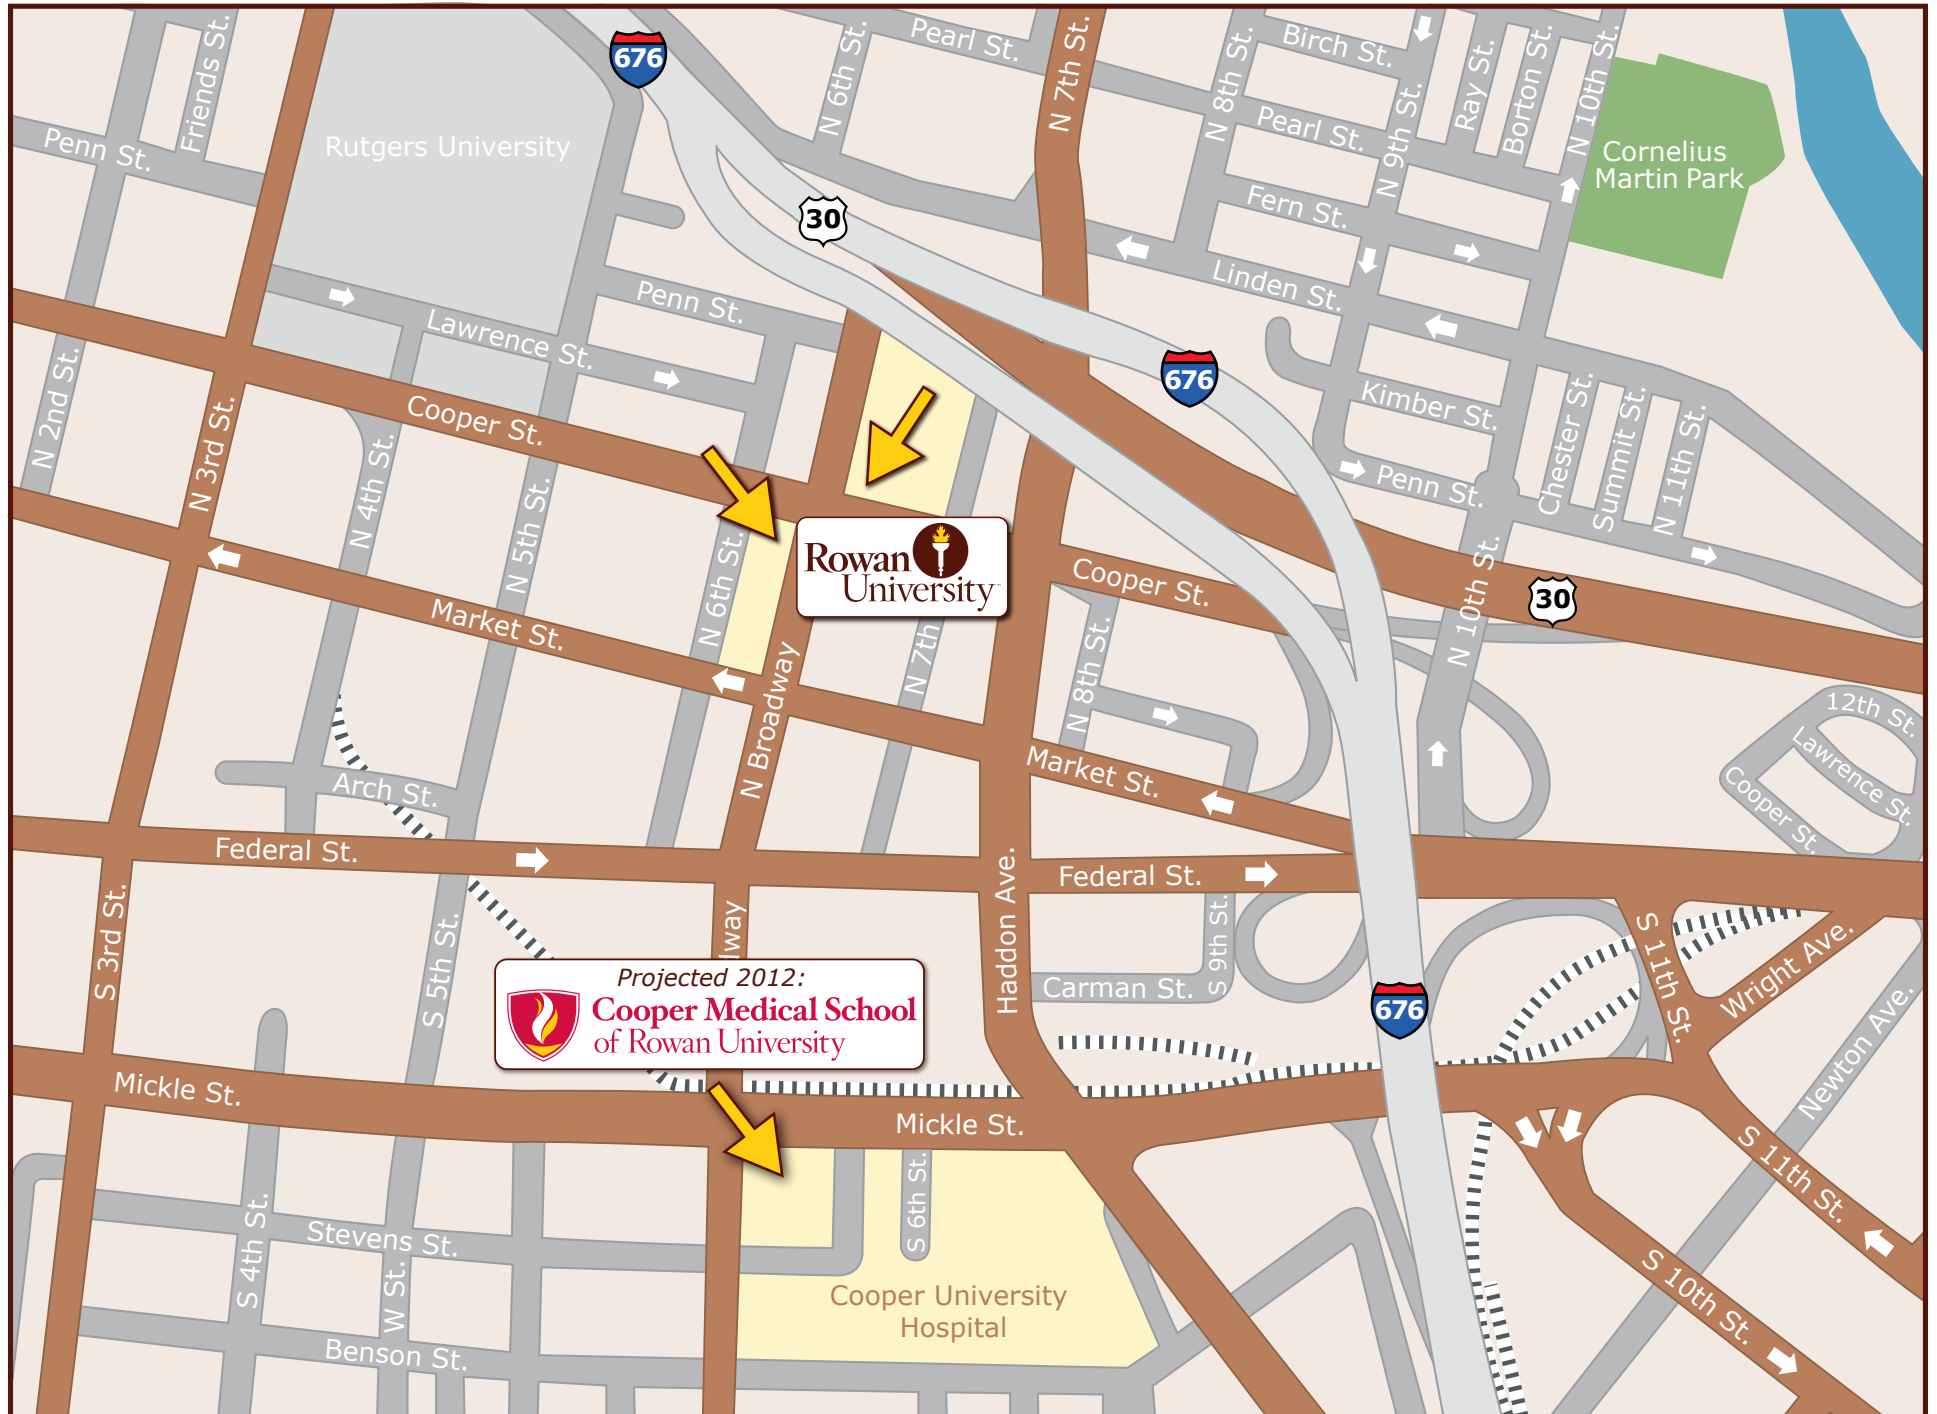 676
N 6th St.
Pearl St.
N 7th St.
N 8th St.
Birch St.
Ray St.
Borton St.
N 10th St.
Friends St.
Penn St.
Rutgers University
Pearl St.
N 9th St.
Cornelius
Martin Park
30
Fern St.
Linden St.
Penn St.
Lawrence St.
676
N 2nd St.
N 3rd St.
Cooper St.
N 4th St.
Kimber St.
Chester St.
Summit St.
N 11th St.
Penn St.
N 5th St.
N 6th St.
Rowan
University
Cooper St.
30
N 10th St.
Market St.
N 7th
N 8th St.
N Broadway
12th St.
Lawrence St.
Cooper St.
Market St.
Arch St.
Federal St.
Federal St.
Haddon Ave.
S 3rd St.
S 5th St.
dway
S 9th St.
Carman St.
S 11th St.
Wright Ave.
Newton Ave.
676
Projected 2012:
Cooper Medical School
of Rowan University
Mickle St.
Mickle St.
S 11th St.
S 6th St.
S 4th St.
Stevens St.
W St.
Benson St.
Cooper University
Hospital
S 10th St.